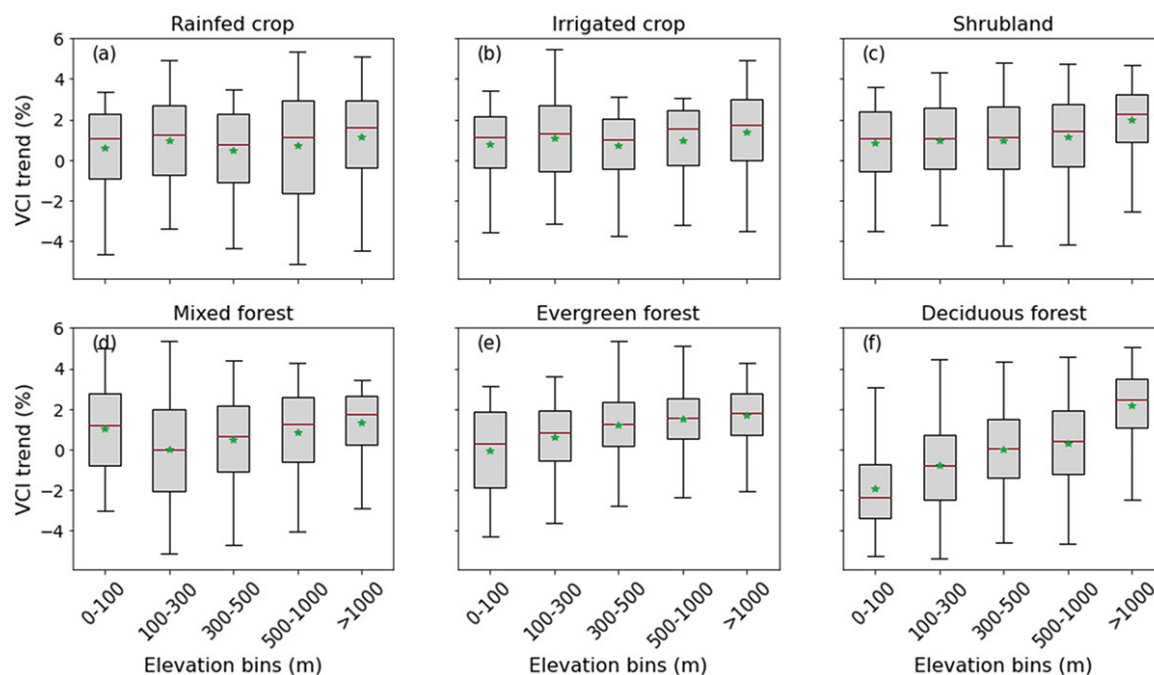 Rainfed crop
Irrigated crop
Shrubland
(a)
(b)
(c)
VCI trend (%)
6
4
2
0
−2
−4
Mixed forest
Evergreen forest
Deciduous forest
(d)
(e)
(f)
VCI trend (%)
6
4
2
0
−2
−4
0-100
100-300
300-500
500-1000
>1000
0-100
100-300
300-500
500-1000
>1000
0-100
100-300
300-500
500-1000
>1000
Elevation bins (m)
Elevation bins (m)
Elevation bins (m)